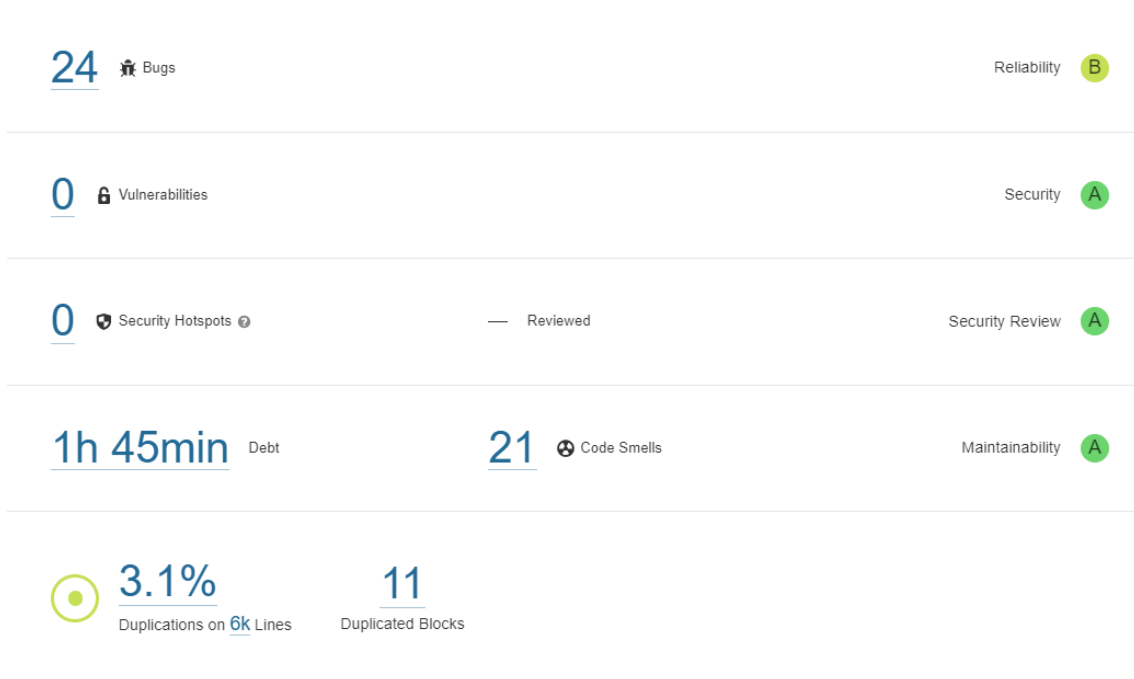 24 Bugs Reliability B
0 Vulnerabilities Security A
0 Security Hotspots ? — Reviewed Security Review A
1h 45min Debt 21 Code Smells Maintainability A
3.1% 11
Duplications on 6k Lines Duplicated Blocks